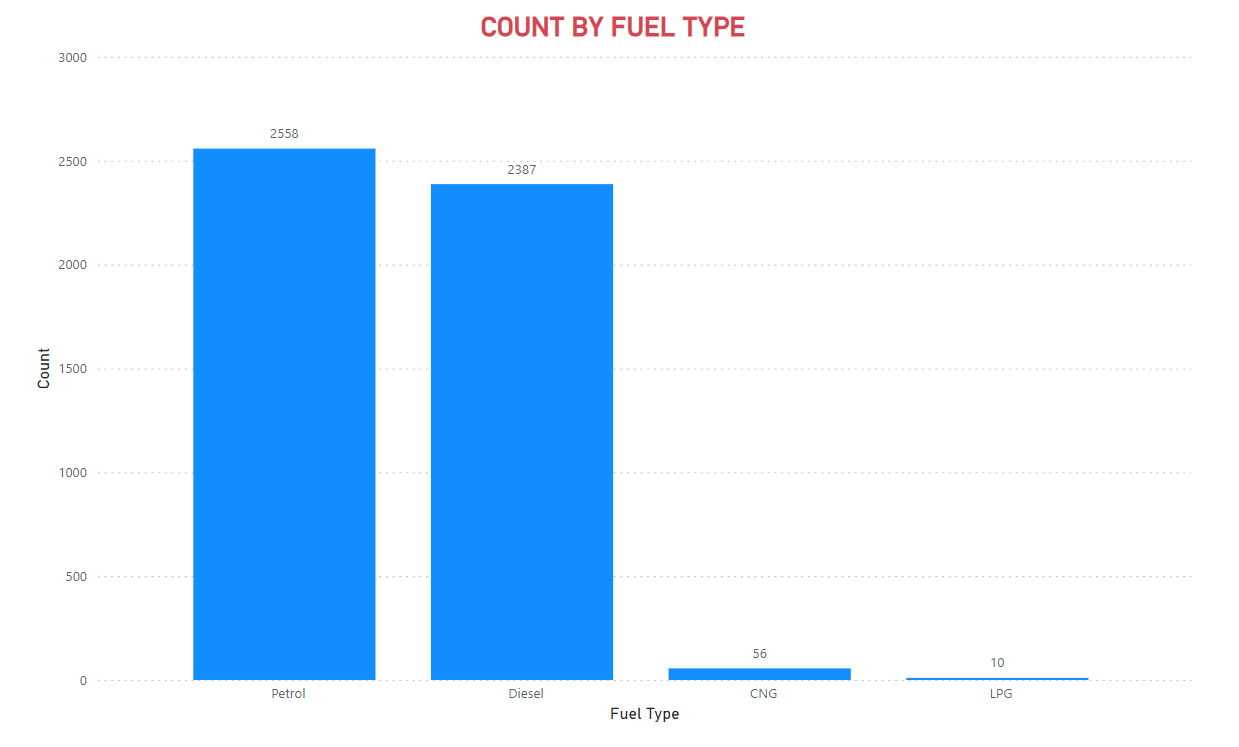 COUNT BY FUEL TYPE
3000
2558
2500
2387
2000
1500
Count
1000
500
56
10
0
Petrol Diesel CNG LPG
Fuel Type